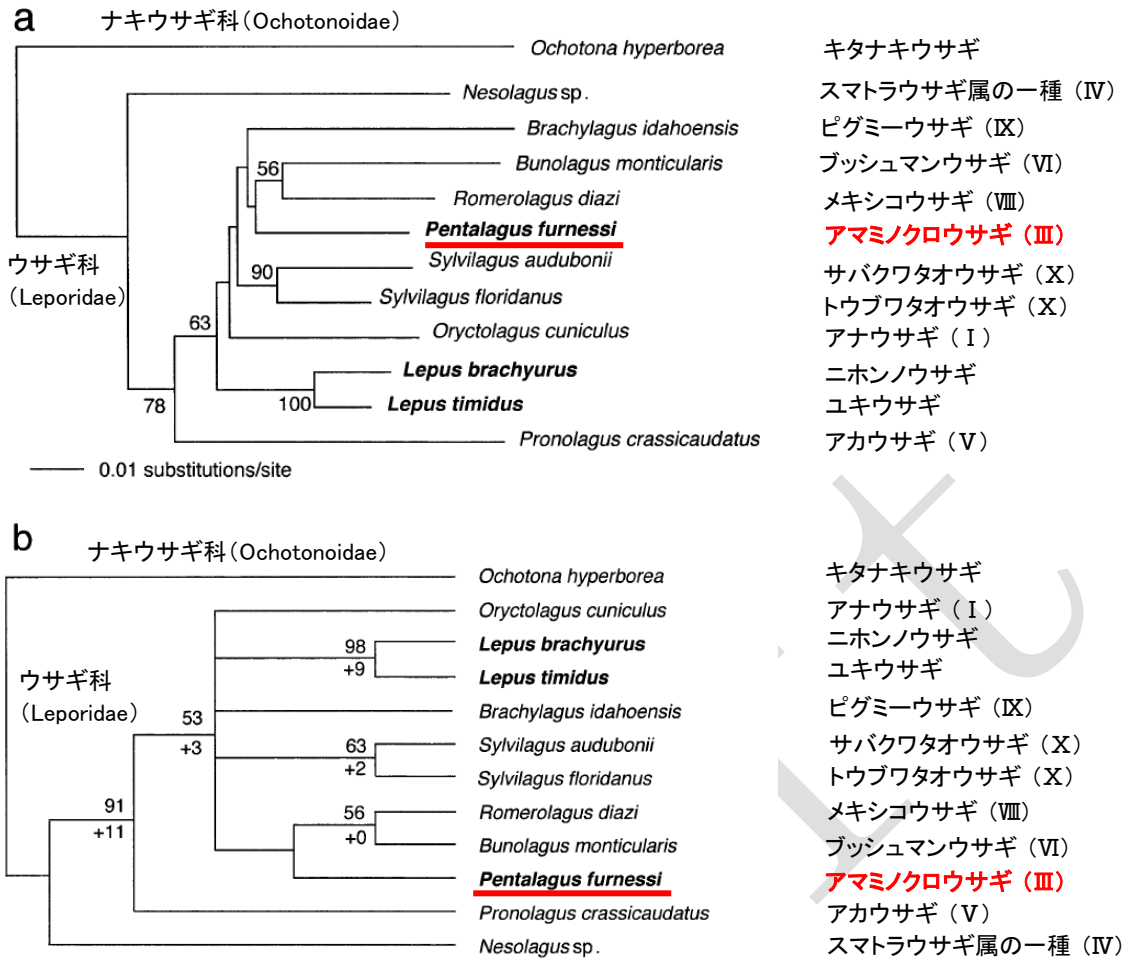 a ナキウサギ科(Ochotonoidae)
Ochotona hyperborea キタナキウサギ
Nesolagus sp. スマトラウサギ属の一種 (Ⅳ)
Brachylagus idahoensis ピグミーウサギ (Ⅸ)
56 Bunolagus monticularis ブッシュマンウサギ (Ⅵ)
Romerolagus diazi メキシコウサギ (Ⅷ)
Pentalagus furnessi アマミノクロウサギ (Ⅲ)
ウサギ科
(Leporidae)
90 Sylvilagus audubonii サバクワタオウサギ (Ⅹ)
Sylvilagus floridanus トウブワタオウサギ (Ⅹ)
63 Oryctolagus cuniculus アナウサギ (Ⅰ)
Lepus brachyurus ニホンノウサギ
78 100 Lepus timidus ユキウサギ
Pronolagus crassicaudatus アカウサギ (Ⅴ)
0.01 substitutions/site
b ナキウサギ科(Ochotonoidae)
Ochotona hyperborea キタナキウサギ
Oryctolagus cuniculus アナウサギ (Ⅰ)
98 Lepus brachyurus ニホンノウサギ
+9 Lepus timidus ユキウサギ
ウサギ科
(Leporidae)
53 Brachylagus idahoensis ピグミーウサギ (Ⅸ)
+3
63 Sylvilagus audubonii サバクワタオウサギ (Ⅹ)
+2 Sylvilagus floridanus トウブワタオウサギ (Ⅹ)
91 56 Romerolagus diazi メキシコウサギ (Ⅷ)
+11 +0 Bunolagus monticularis ブッシュマンウサギ (Ⅵ)
Pentalagus furnessi アマミノクロウサギ (Ⅲ)
Pronolagus crassicaudatus アカウサギ (Ⅴ)
Nesolagus sp. スマトラウサギ属の一種 (Ⅳ)